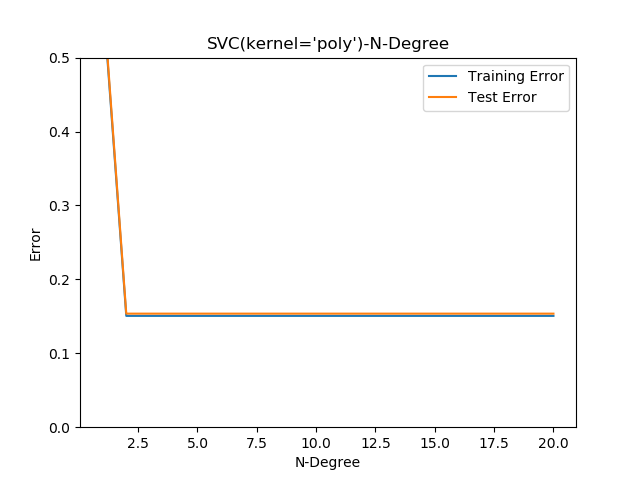 SVC(kernel='poly')-N-Degree
Training Error
Test Error
0.5
0.4
0.3
0.2
0.1
0.0
Error
2.5 5.0 7.5 10.0 12.5 15.0 17.5 20.0
N-Degree